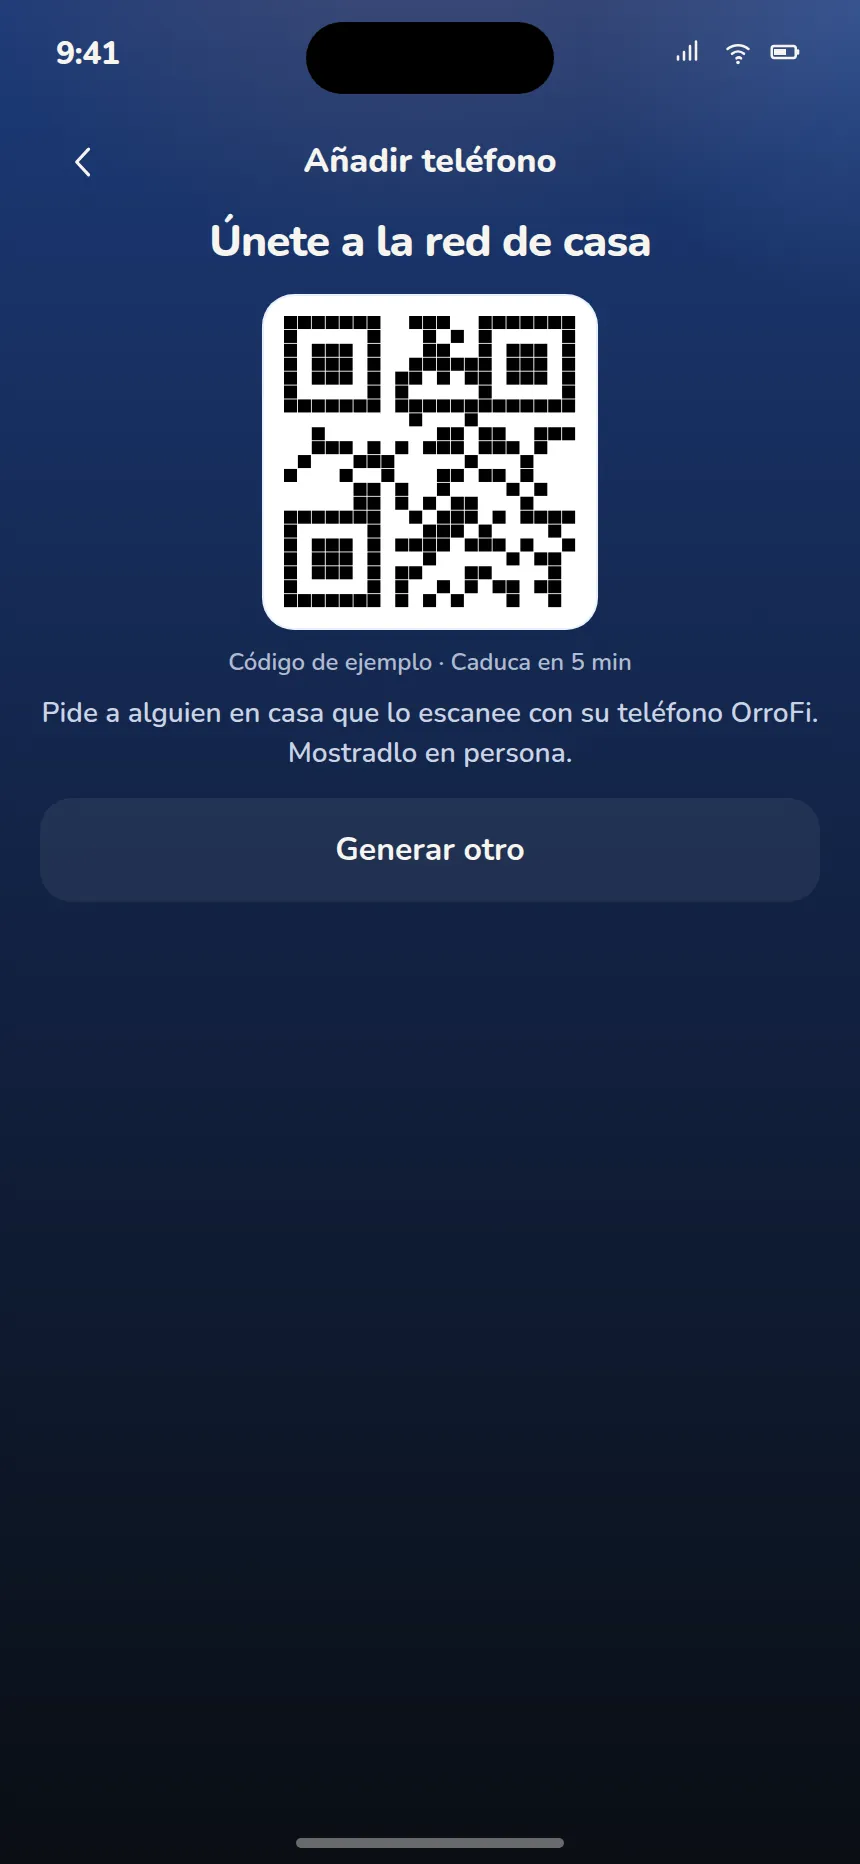 9:41
Añadir teléfono
Únete a la red de casa
Código de ejemplo · Caduca en 5 min
Pide a alguien en casa que lo escanee con su teléfono OrroFi.
Mostradlo en persona.
Generar otro